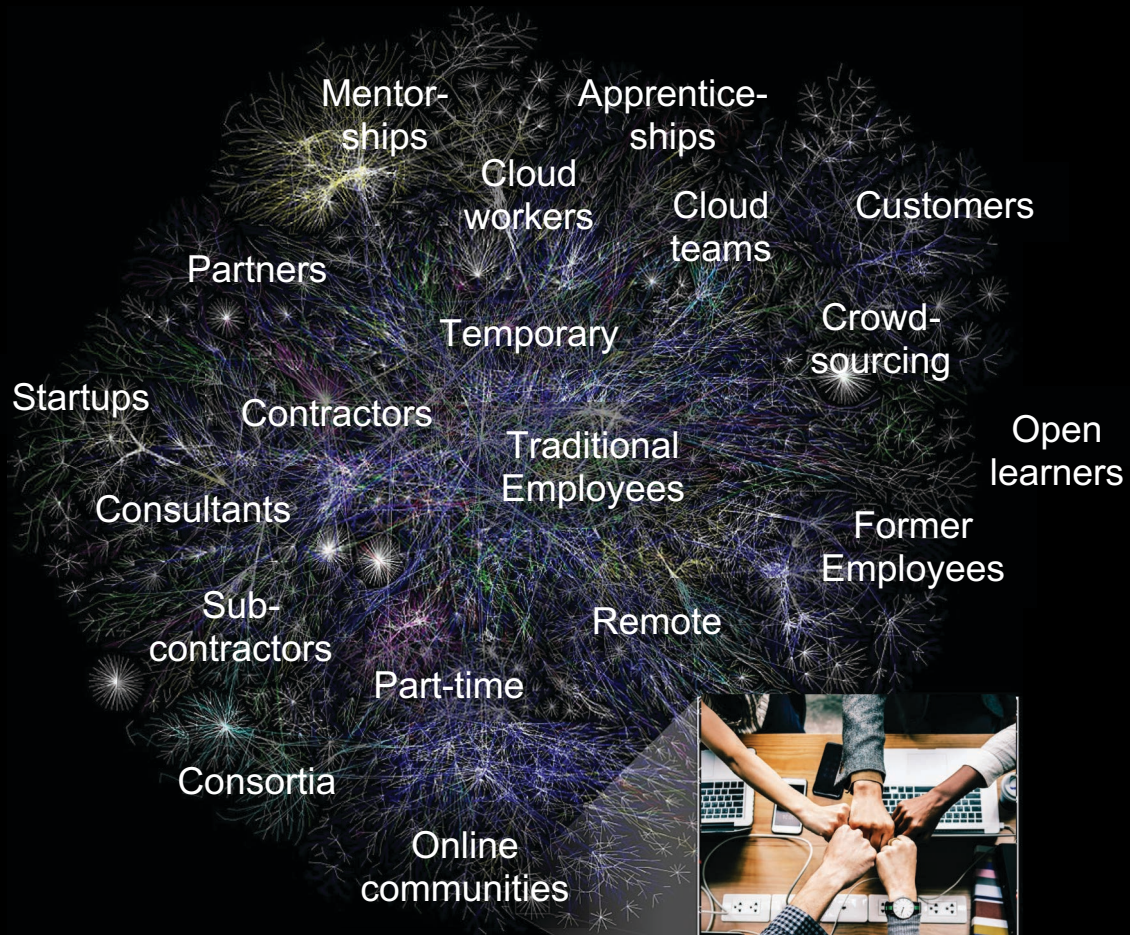 Mentor-
ships
Apprentice-
ships
Cloud
workers
Cloud
teams
Customers
Partners
Temporary
Crowd-
sourcing
Startups
Contractors
Traditional
Employees
Open
learners
Consultants
Former
Employees
Sub-
contractors
Remote
Part-time
Consortia
Online
communities